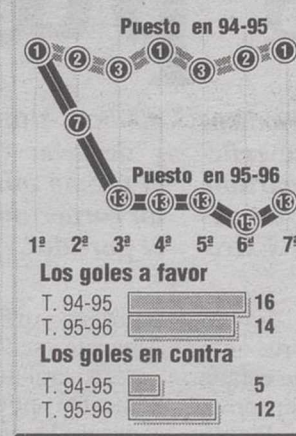 Puesto en 94-95
1 2 3 1 3 2 1
7
Puesto en 95-96
13 13 13 15 13
1ª 2ª 3ª 4ª 5ª 6ª 7ª
Los goles a favor
T. 94-95 16
T. 95-96 14
Los goles en contra
T. 94-95 5
T. 95-96 12